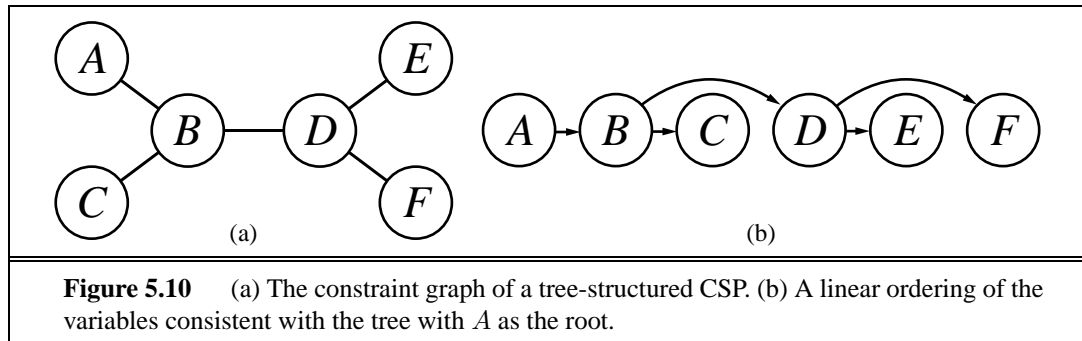 A
E
B
D
C
F
(a)
A B C D E F
(b)
Figure 5.10 (a) The constraint graph of a tree-structured CSP. (b) A linear ordering of the
variables consistent with the tree with A as the root.